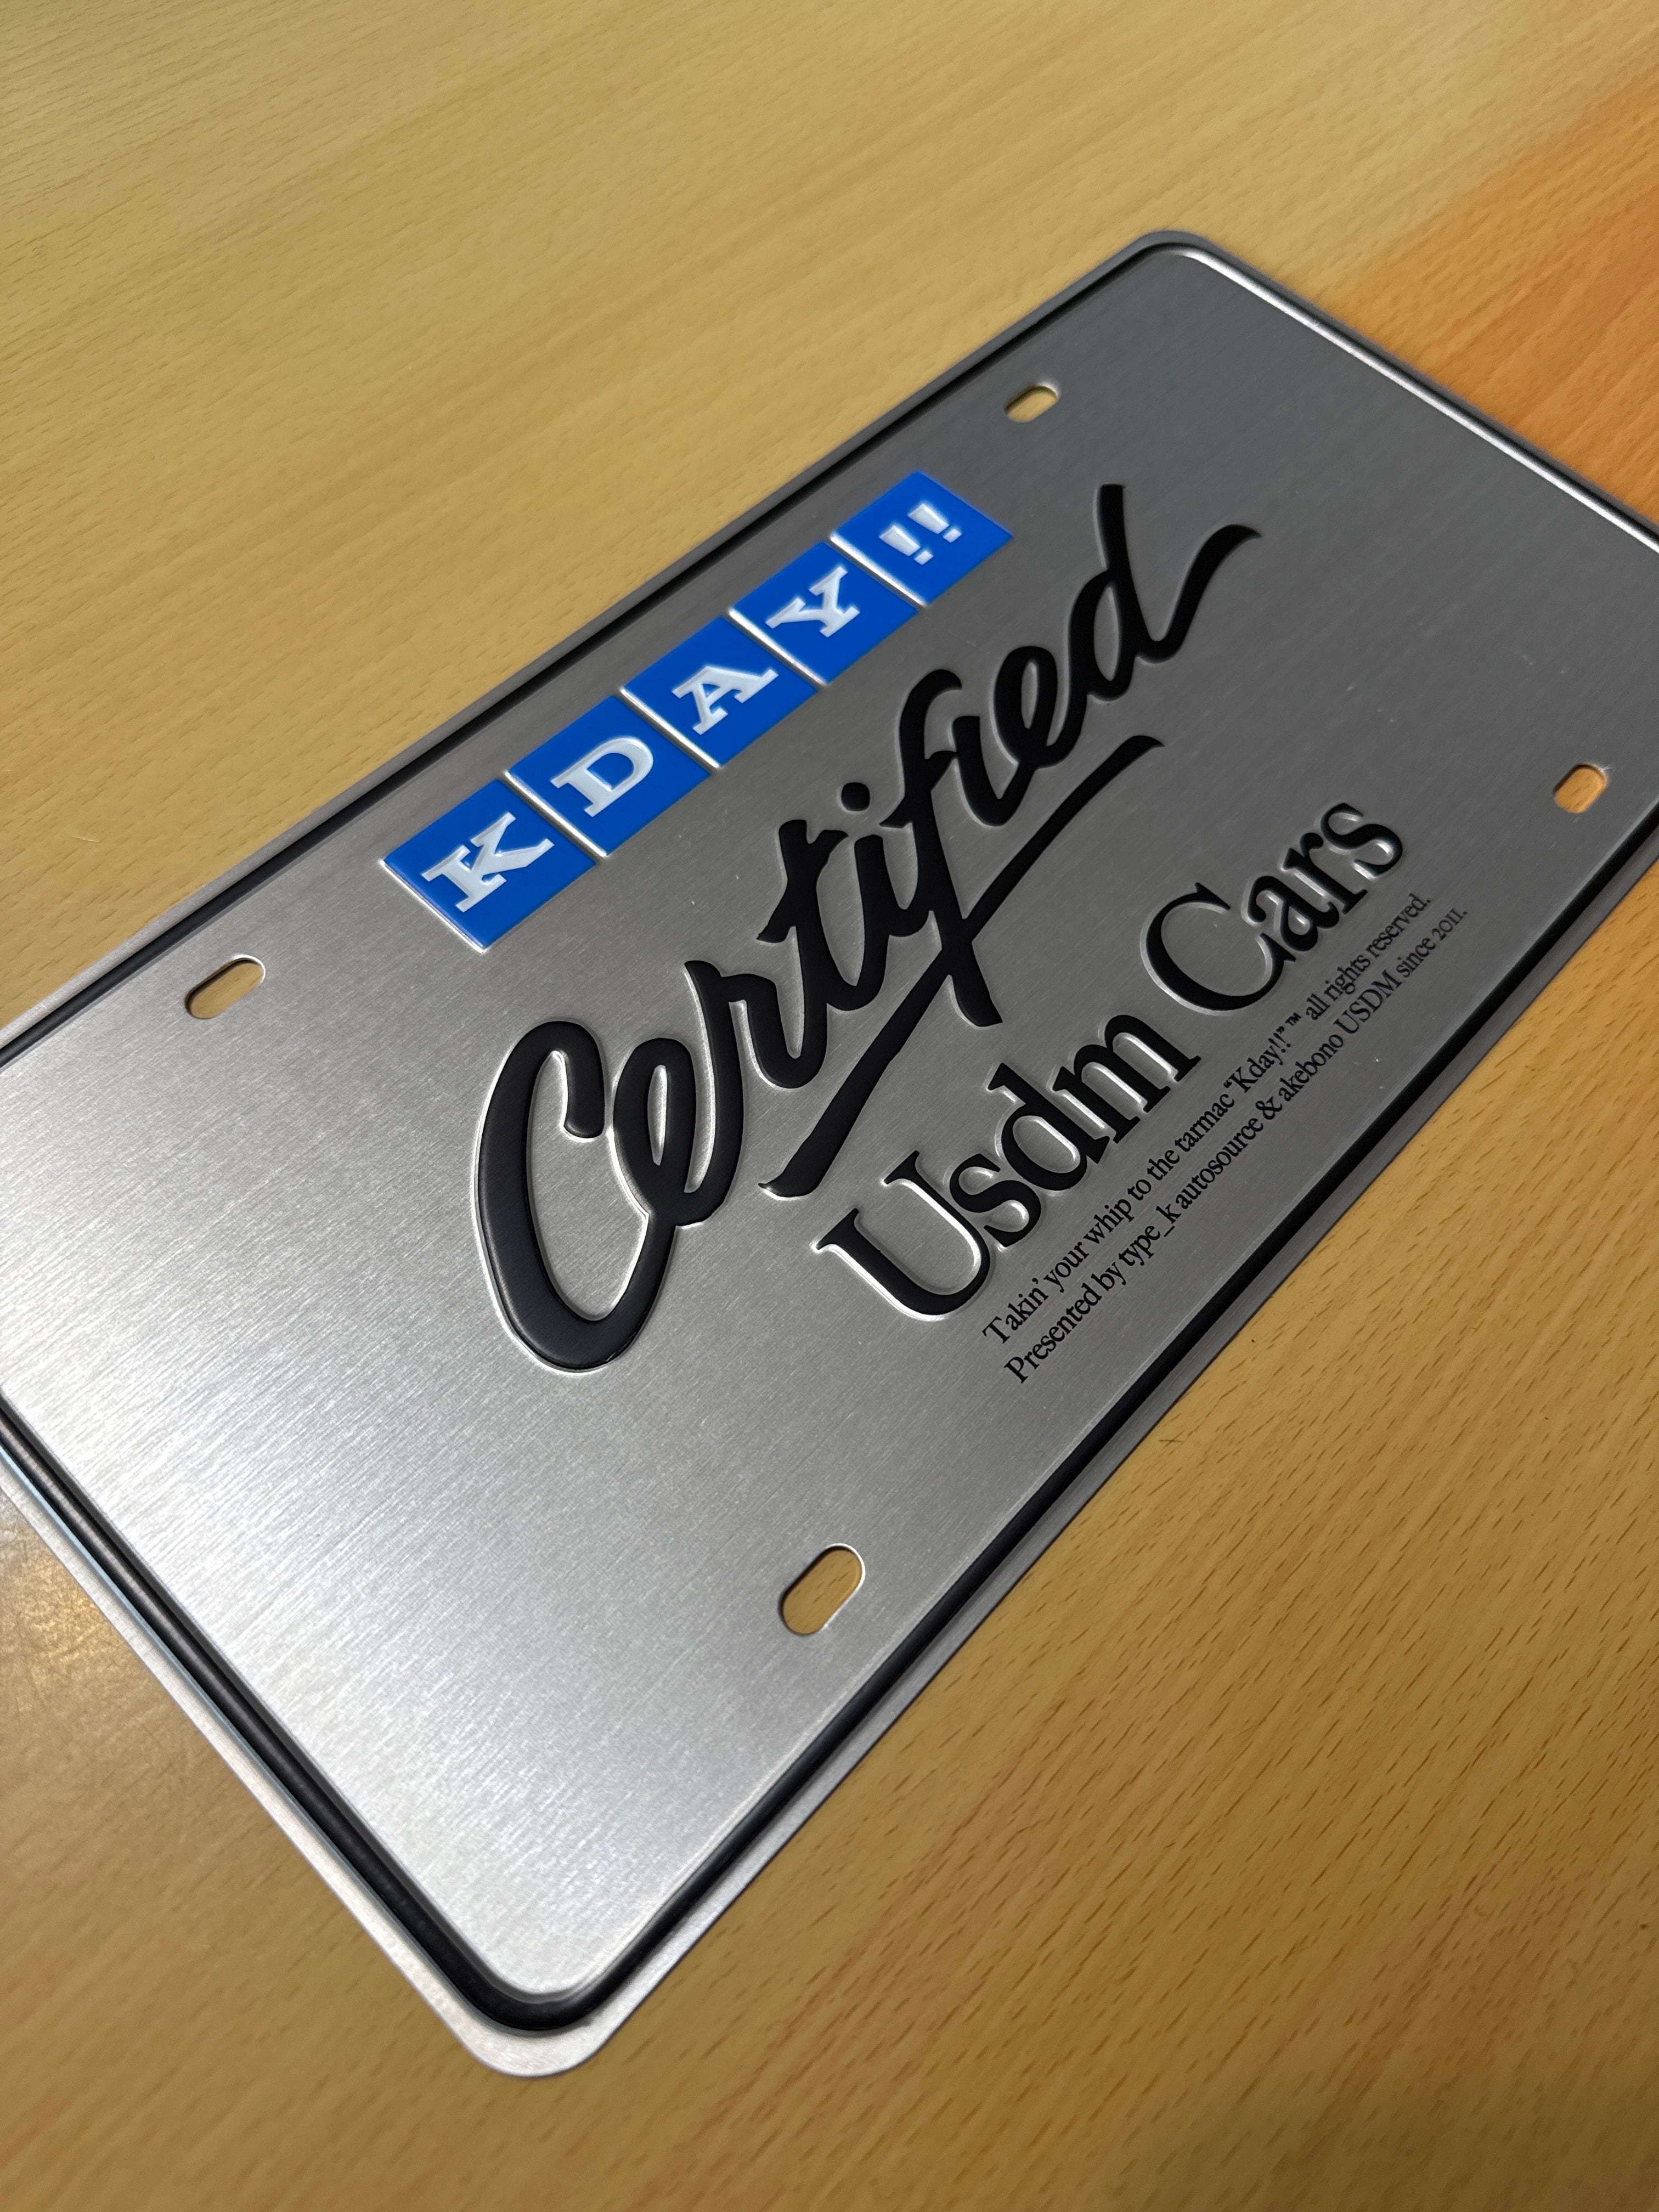 KDAY!!
Certified
Usdm Cars
Takin' your whip to the tarmac “Kday!!”™ all rights reserved.
Presented by type_k autosource & akebono USDM since 2011.